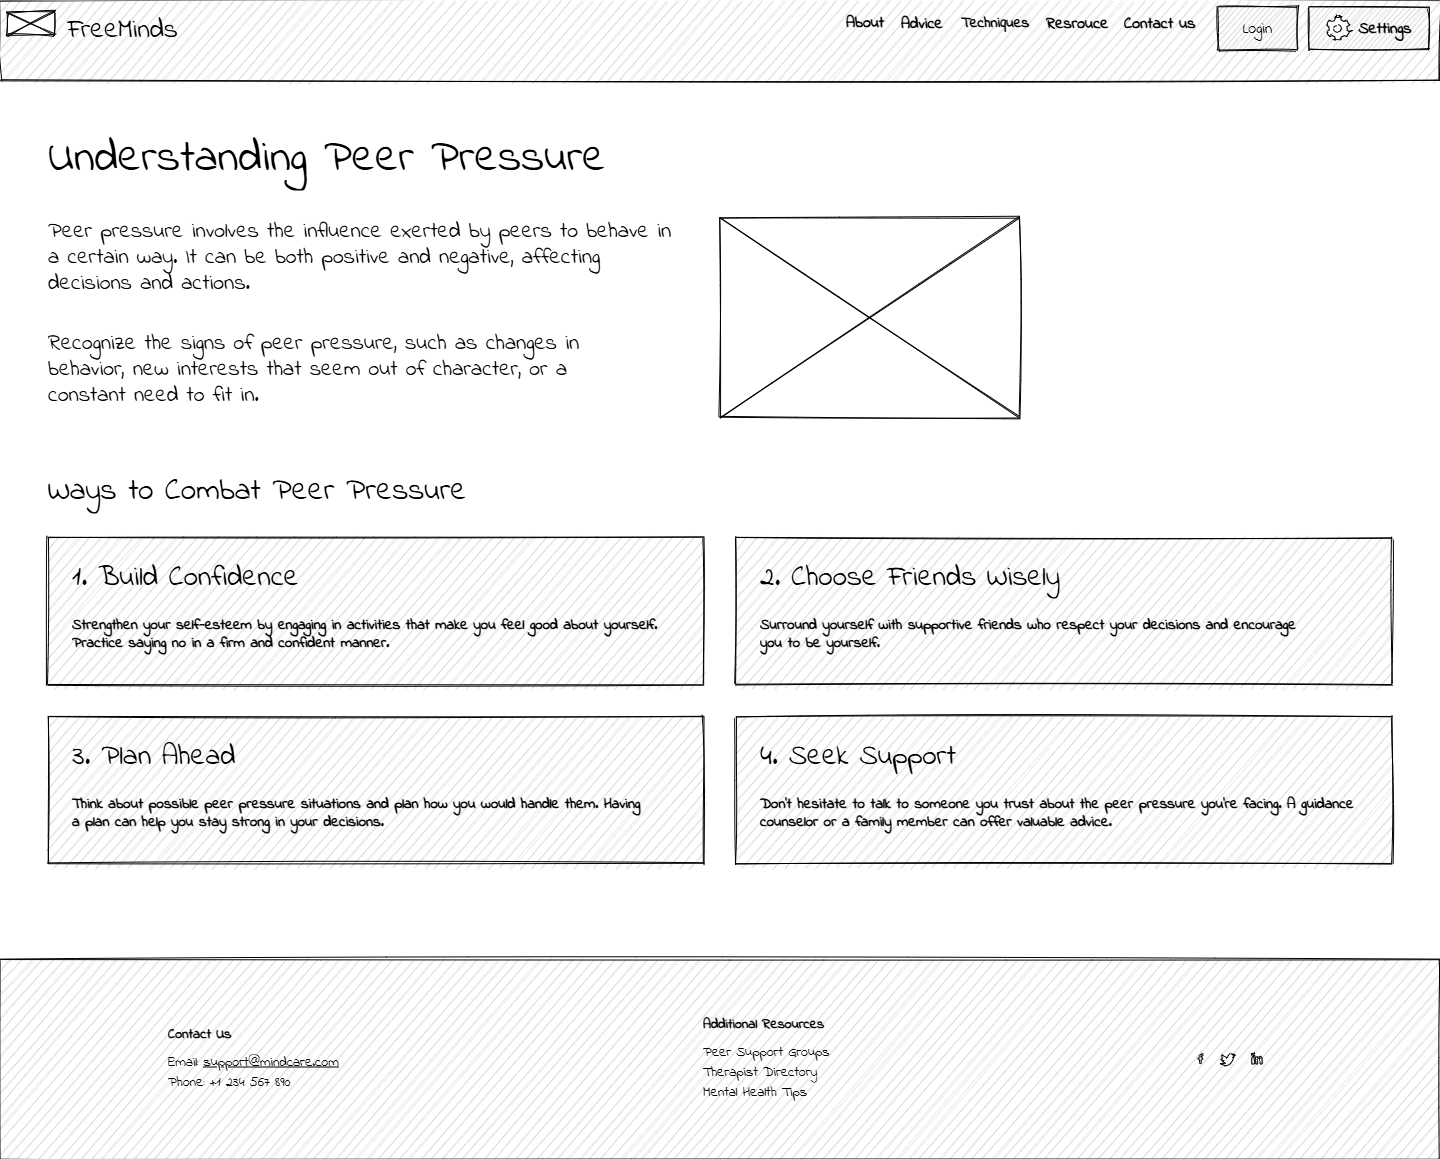 FreeMinds
About Advice Techniques Resrouce Contact us Login Settings
Understanding Peer Pressure
Peer pressure involves the influence exerted by peers to behave in
a certain way. It can be both positive and negative, affecting
decisions and actions.
Recognize the signs of peer pressure, such as changes in
behavior, new interests that seem out of character, or a
constant need to fit in.
Ways to Combat Peer Pressure
1. Build Confidence
Strengthen your self-esteem by engaging in activities that make you feel good about yourself.
Practice saying no in a firm and confident manner.
2. Choose Friends Wisely
Surround yourself with supportive friends who respect your decisions and encourage
you to be yourself.
3. Plan Ahead
Think about possible peer pressure situations and plan how you would handle them. Having
a plan can help you stay strong in your decisions.
4. Seek Support
Don't hesitate to talk to someone you trust about the peer pressure you're facing. A guidance
counselor or a family member can offer valuable advice.
Contact Us
Email: support@mindcare.com
Phone: +1 234 567 890
Additional Resources
Peer Support Groups
Therapist Directory
Mental Health Tips